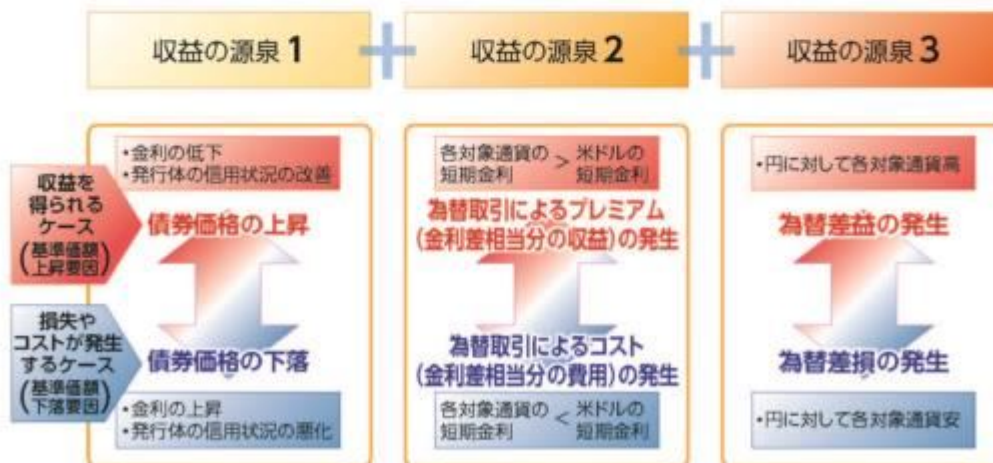 収益の源泉1
+
収益の源泉2
+
収益の源泉3
収益を
得られる
ケース
(基準価額
上昇要因)
・金利の低下
・発行体の信用状況の改善
債券価格の上昇
各対象通貨の > 米ドルの
短期金利 短期金利
為替取引によるプレミアム
(金利差相当分の収益)の発生
・円に対して各対象通貨高
為替差益の発生
損失や
コストが発生
するケース
(基準価額
下落要因)
債券価格の下落
・金利の上昇
・発行体の信用状況の悪化
為替取引によるコスト
(金利差相当分の費用)の発生
各対象通貨の < 米ドルの
短期金利 短期金利
為替差損の発生
・円に対して各対象通貨安